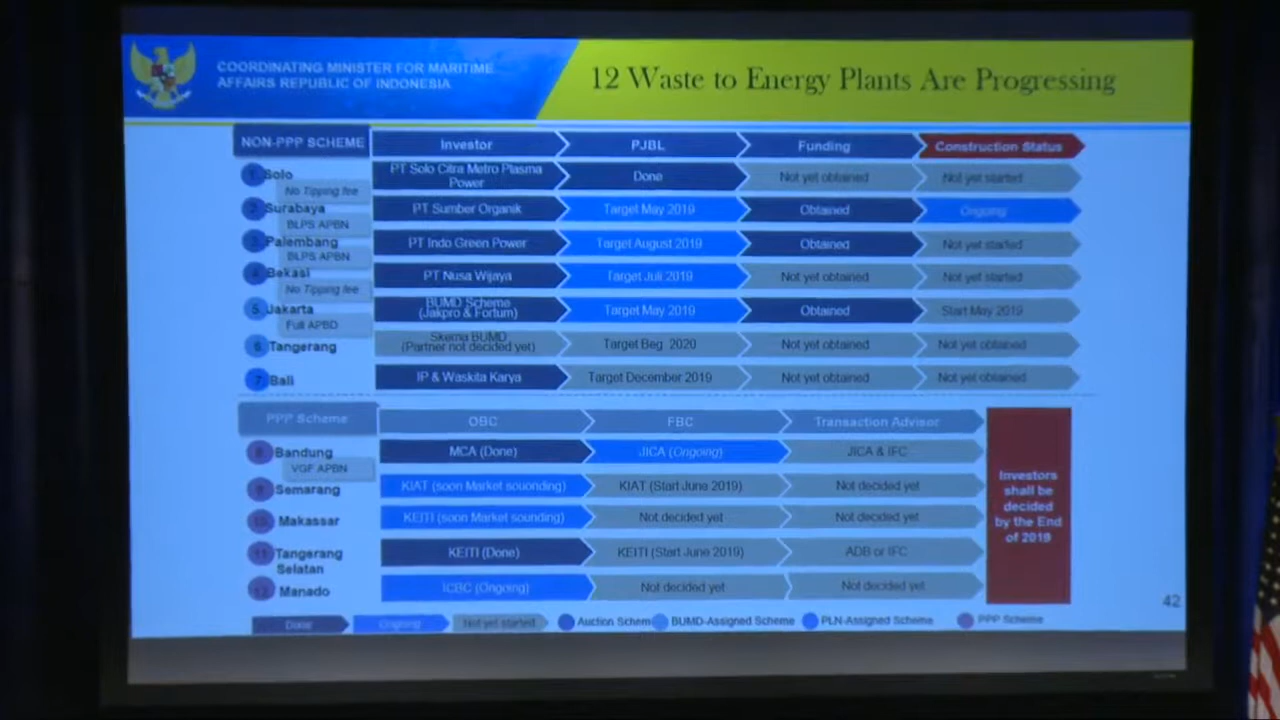 COORDINATING MINISTER FOR MARITIME
AFFAIRS REPUBLIC OF INDONESIA
12 Waste to Energy Plants Are Progressing
NON-PPP SCHEME Investor PJBL Funding Construction Status
1. Solo PT Solo Citra Metro Plasma Power Done Not yet obtained Not yet started
No Tipping fee
2. Surabaya PT Sumber Organik Target May 2019 Obtained Ongoing
BLPS APBN
3. Palembang PT Indo Green Power Target August 2019 Obtained Not yet started
BLPS APBN
4. Bekasi PT Nusa Wijaya Target Juli 2019 Not yet obtained Not yet started
No Tipping fee
5. Jakarta BUMD Scheme (Jakpro & Fortum) Target May 2019 Obtained Start May 2019
Full APBD
6. Tangerang Skema BUMD (Partner not decided yet) Target Beg. 2020 Not yet obtained Not yet obtained
7. Bali IP & Waskita Karya Target December 2019 Not yet obtained Not yet obtained
PPP Scheme OBC FBC Transaction Advisor
8 Bandung MCA (Done) JICA (Ongoing) JICA & IFC
VGF APBN
9. Semarang KIAT (soon Market souonding) KIAT (Start June 2019) Not decided yet
10. Makassar KEITI (soon Market sounding) Not decided yet Not decided yet
11. Tangerang Selatan KEITI (Done) KEITI (Start June 2019) ADB or IFC
12. Manado ICBC (Ongoing) Not decided yet Not decided yet
Investors
shall be
decided
by the End
of 2019
42
Done Ongoing Not yet started Auction Schem BUMD-Assigned Scheme PLN-Assigned Scheme PPP Scheme